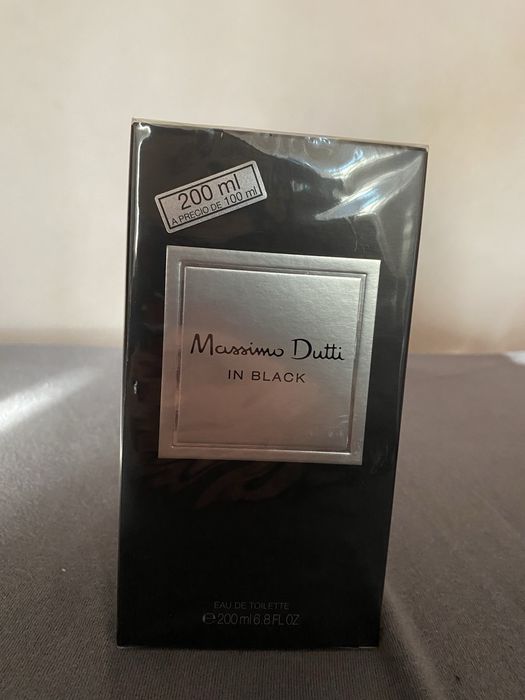 200 ml
A PRECIO DE 100 ml
Massimo Dutti
IN BLACK
EAU DE TOILETTE
℮200 ml 6.8 FL OZ